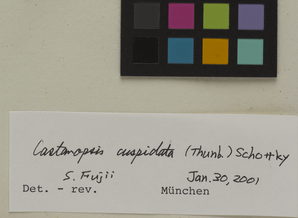 Castanopsis cuspidata (Thunb.) Schottky
S. Fujii Jan. 30, 2001
Det. - rev. München